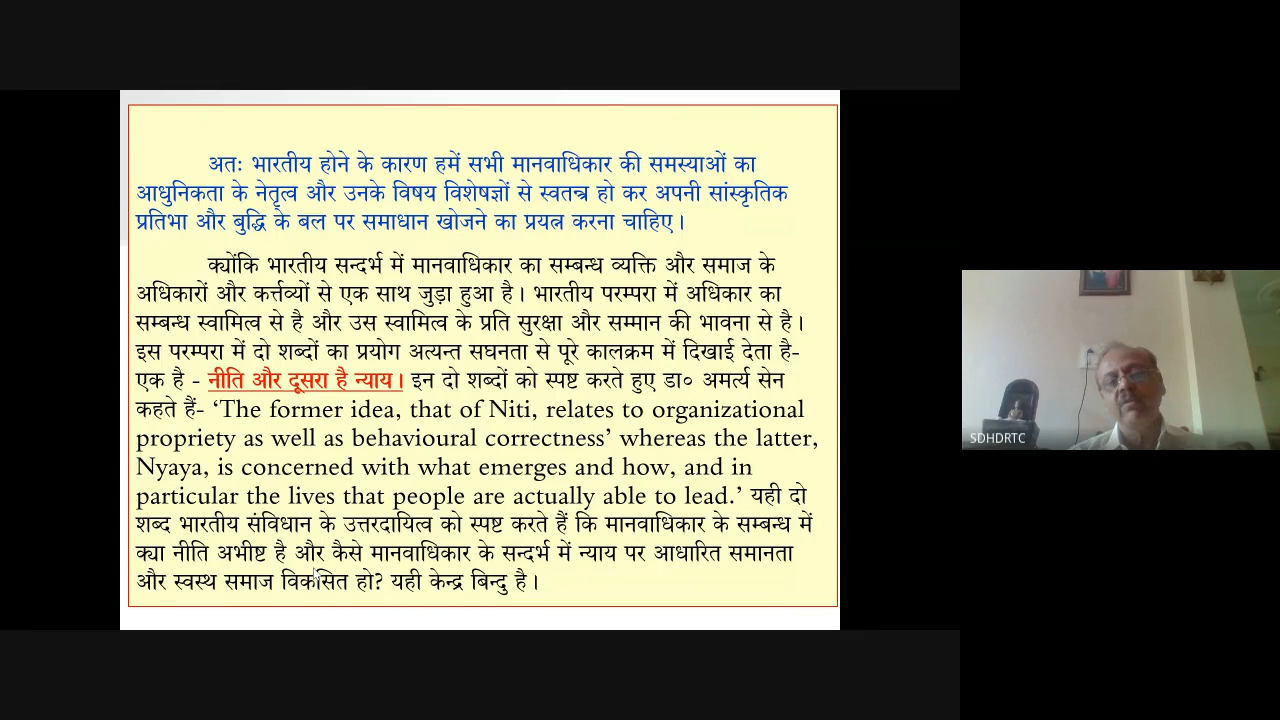 अतः भारतीय होने के कारण हमें सभी मानवाधिकार की समस्याओं का
आधुनिकता के नेतृत्व और उनके विषय विशेषज्ञों से स्वतन्त्र हो कर अपनी सांस्कृतिक
प्रतिभा और बुद्धि के बल पर समाधान खोजने का प्रयत्न करना चाहिए।
क्योंकि भारतीय सन्दर्भ में मानवाधिकार का सम्बन्ध व्यक्ति और समाज के
अधिकारों और कर्त्तव्यों से एक साथ जुड़ा हुआ है। भारतीय परम्परा में अधिकार का
सम्बन्ध स्वामित्व से है और उस स्वामित्व के प्रति सुरक्षा और सम्मान की भावना से है।
इस परम्परा में दो शब्दों का प्रयोग अत्यन्त सघनता से पूरे कालक्रम में दिखाई देता है-
एक है - नीति और दूसरा है न्याय। इन दो शब्दों को स्पष्ट करते हुए डा० अमर्त्य सेन
कहते हैं- ‘The former idea, that of Niti, relates to organizational
propriety as well as behavioural correctness’ whereas the latter,
Nyaya, is concerned with what emerges and how, and in
particular the lives that people are actually able to lead.’ यही दो
शब्द भारतीय संविधान के उत्तरदायित्व को स्पष्ट करते हैं कि मानवाधिकार के सम्बन्ध में
क्या नीति अभीष्ट है और कैसे मानवाधिकार के सन्दर्भ में न्याय पर आधारित समानता
और स्वस्थ समाज विकसित हो? यही केन्द्र बिन्दु है।
SDHDRTC